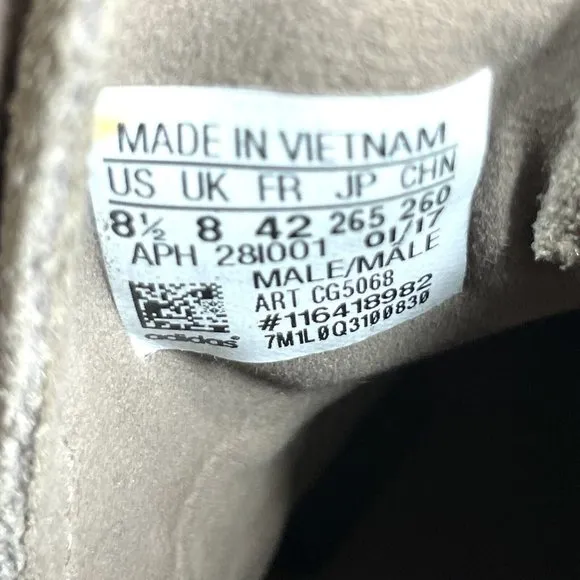 MADE IN VIETNAM
US UK FR JP CHN
8½ 8 42 265 260
APH 281001 01/17
MALE/MÂLE
ART CG5068
#116418982
7M1L0Q3100830
adidas